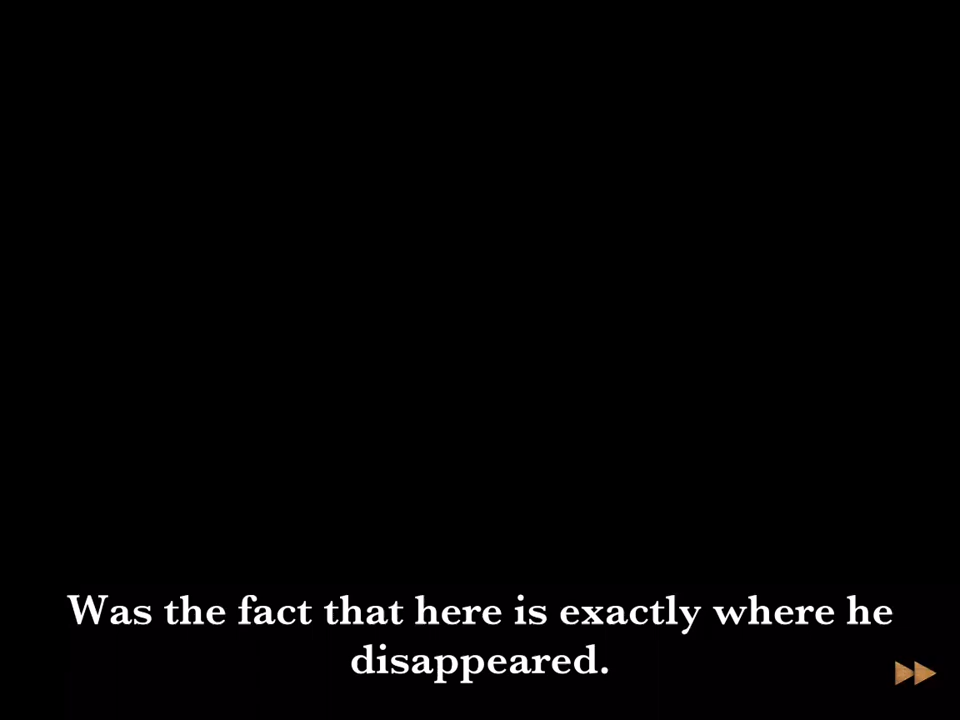 Was the fact that here is exactly where he
disappeared.